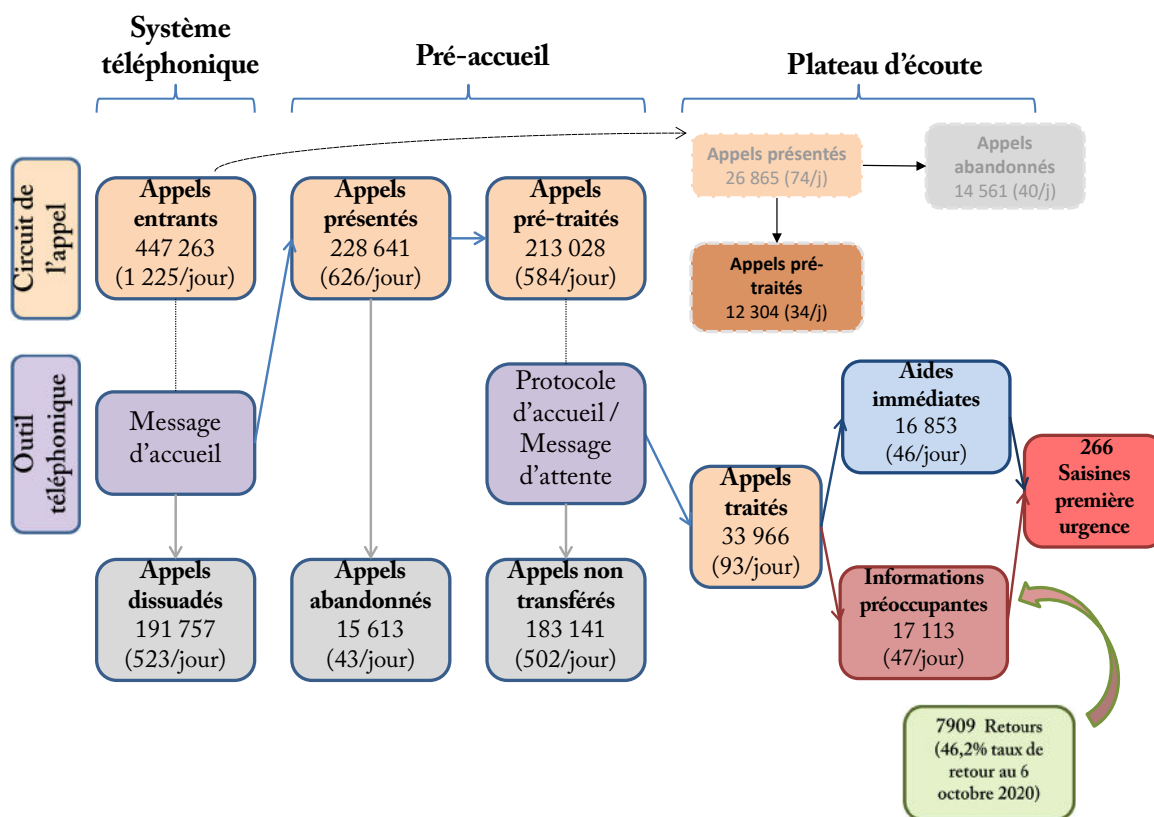 Système
téléphonique
Pré-accueil
Plateau d'écoute
Circuit de
l'appel
Appels
entrants
447 263
(1 225/jour)
Appels
présentés
228 641
(626/jour)
Appels
pré-traités
213 028
(584/jour)
Appels présentés
26 865 (74/j)
Appels
abandonnés
14 561 (40/j)
Appels pré-
traités
12 304 (34/j)
Outil
téléphonique
Message
d'accueil
Protocole
d'accueil /
Message
d'attente
Appels
traités
33 966
(93/jour)
Aides
immédiates
16 853
(46/jour)
266
Saisines
première
urgence
Appels
dissuadés
191 757
(523/jour)
Appels
abandonnés
15 613
(43/jour)
Appels non
transférés
183 141
(502/jour)
Informations
préoccupantes
17 113
(47/jour)
7909 Retours
(46,2% taux de
retour au 6
octobre 2020)